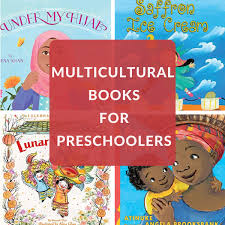 UNDER MY HIJAB
Saffron
Ice Cream
MULTICULTURAL
BOOKS
FOR
PRESCHOOLERS
Lunar
ATINUKE
ANGELA BROOKSBANK